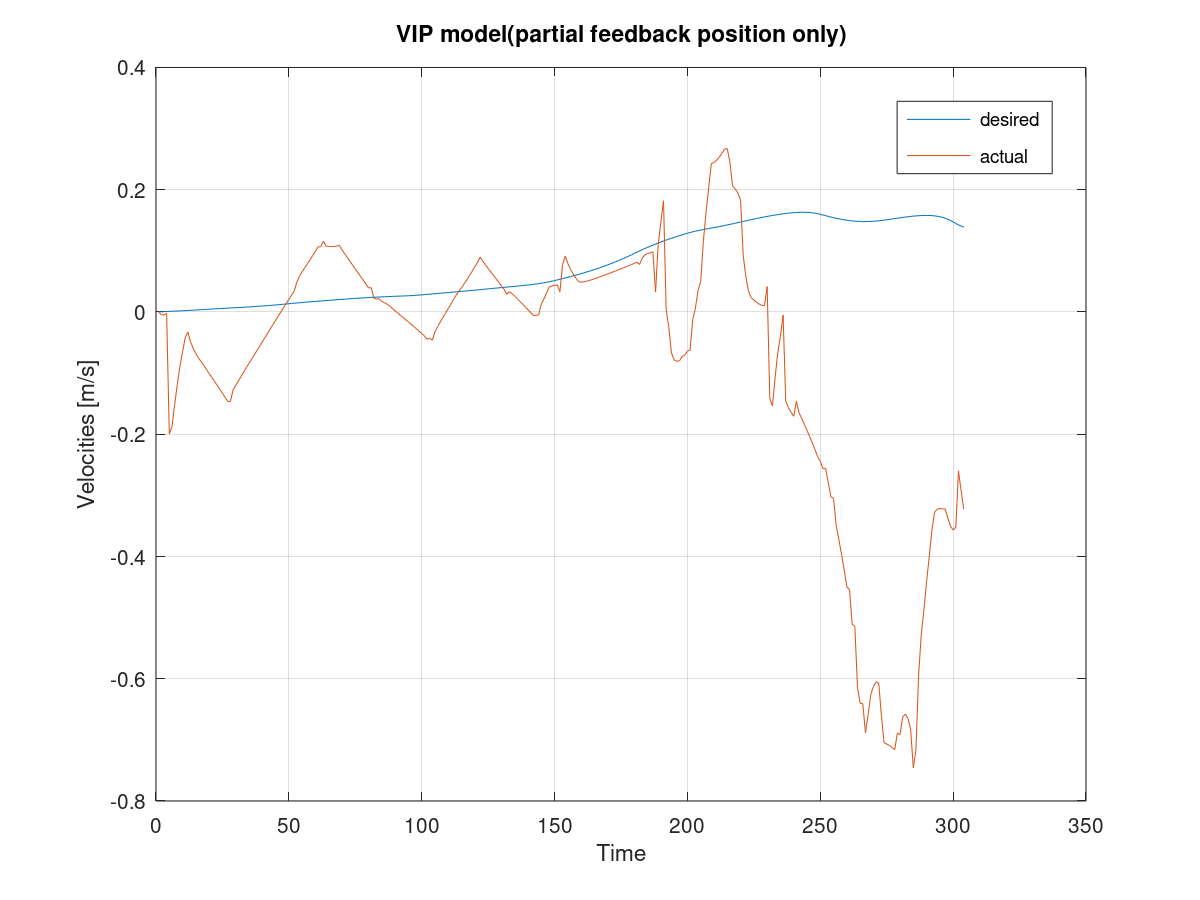 VIP model(partial feedback position only)
0.4
0.2
0
-0.2
-0.4
-0.6
-0.8
Velocities [m/s]
desired
actual
0 50 100 150 200 250 300 350
Time